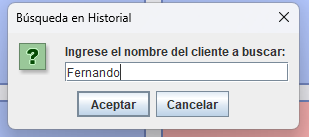 Búsqueda en Historial
Ingrese el nombre del cliente a buscar:
Fernando
Aceptar
Cancelar